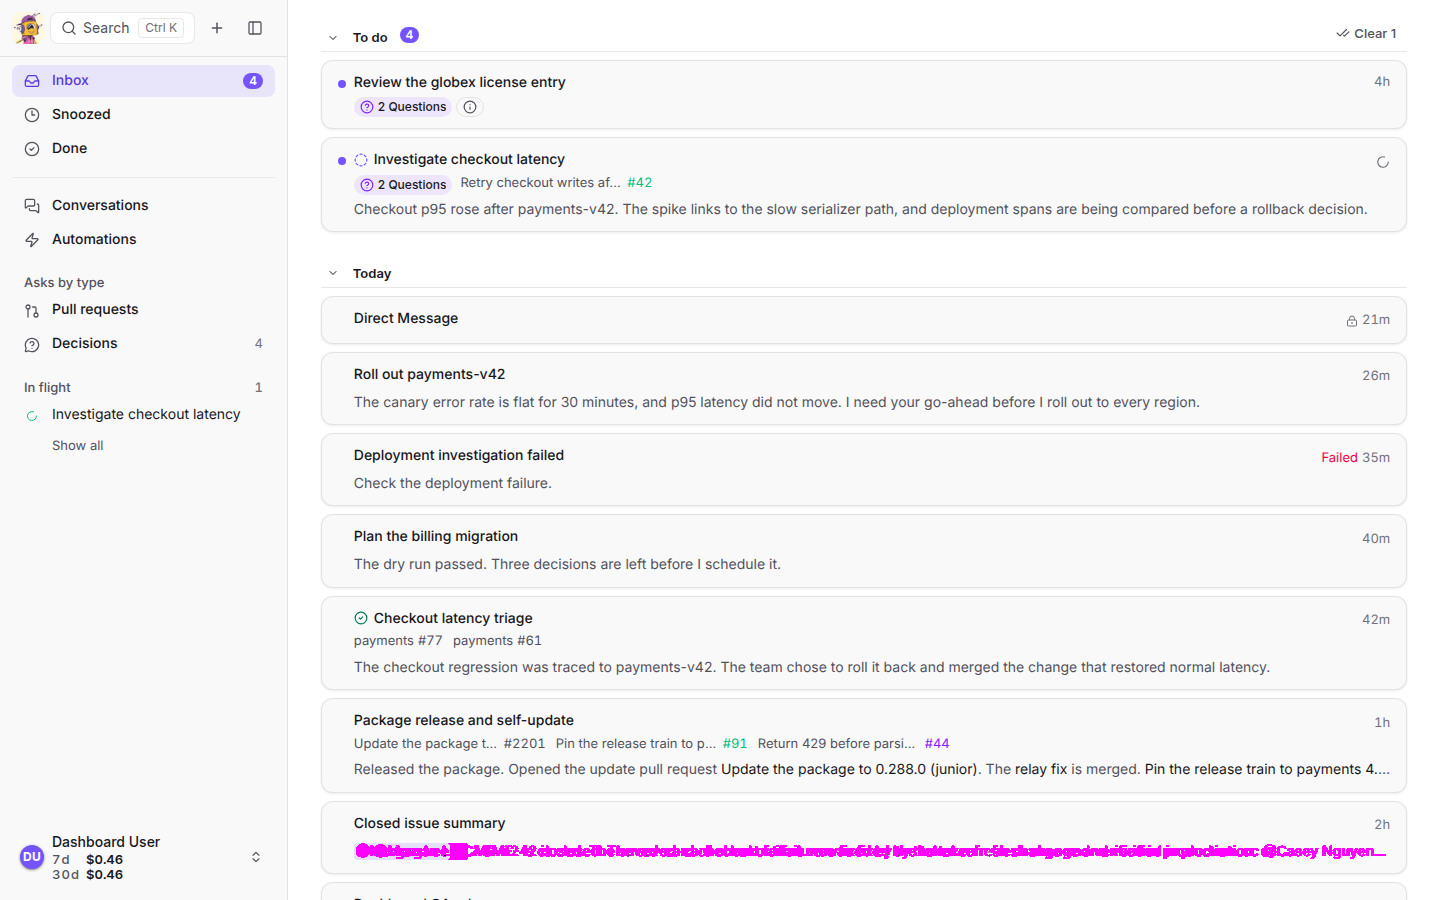 Search Ctrl K
Inbox 4
Snoozed
Done
Conversations
Automations
Asks by type
Pull requests
Decisions 4
In flight 1
Investigate checkout latency
Show all
DU Dashboard User
7d $0.46
30d $0.46
To do 4 Clear 1
Review the globex license entry 4h
2 Questions
Investigate checkout latency
2 Questions Retry checkout writes af... #42
Checkout p95 rose after payments-v42. The spike links to the slow serializer path, and deployment spans are being compared before a rollback decision.
Today
Direct Message 21m
Roll out payments-v42 26m
The canary error rate is flat for 30 minutes, and p95 latency did not move. I need your go-ahead before I roll out to every region.
Deployment investigation failed Failed 35m
Check the deployment failure.
Plan the billing migration 40m
The dry run passed. Three decisions are left before I schedule it.
Checkout latency triage 42m
payments #77 payments #61
The checkout regression was traced to payments-v42. The team chose to roll it back and merged the change that restored normal latency.
Package release and self-update 1h
Update the package t... #2201 Pin the release train to p... #91 Return 429 before parsi... #44
Released the package. Opened the update pull request Update the package to 0.288.0 (junior). The relay fix is merged. Pin the release train to payments 4....
Closed issue summary 2h
@Casey Nguyen...